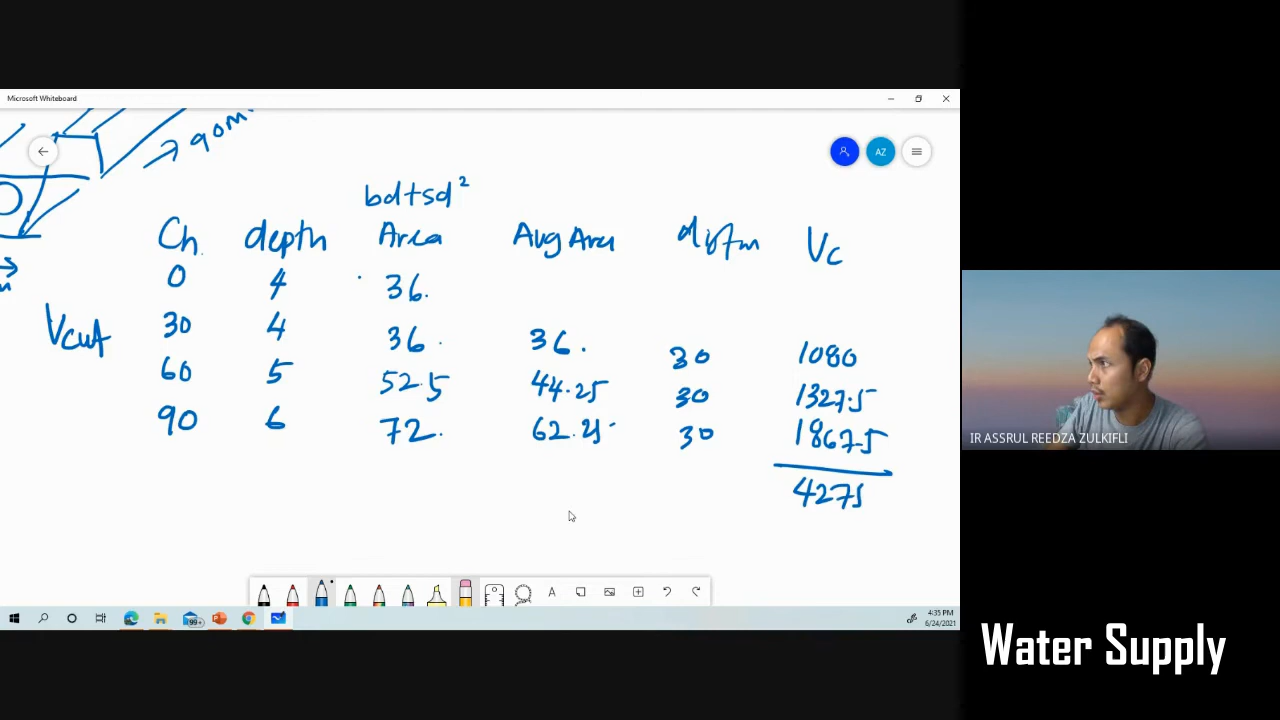 Microsoft Whiteboard
→ 90m
AZ
bd+sd²
Ch. depth Area Avg Area Vc
0 4 36.
Vcut 30 4 36. 36. 30 1080
60 5 52.5 44.25 30 1327.5
90 6 72. 62.25 30 1867.5
4275
IR ASSRUL REEDZA ZULKIFLI
A
99+
4:35 PM
6/24/2021
Water Supply